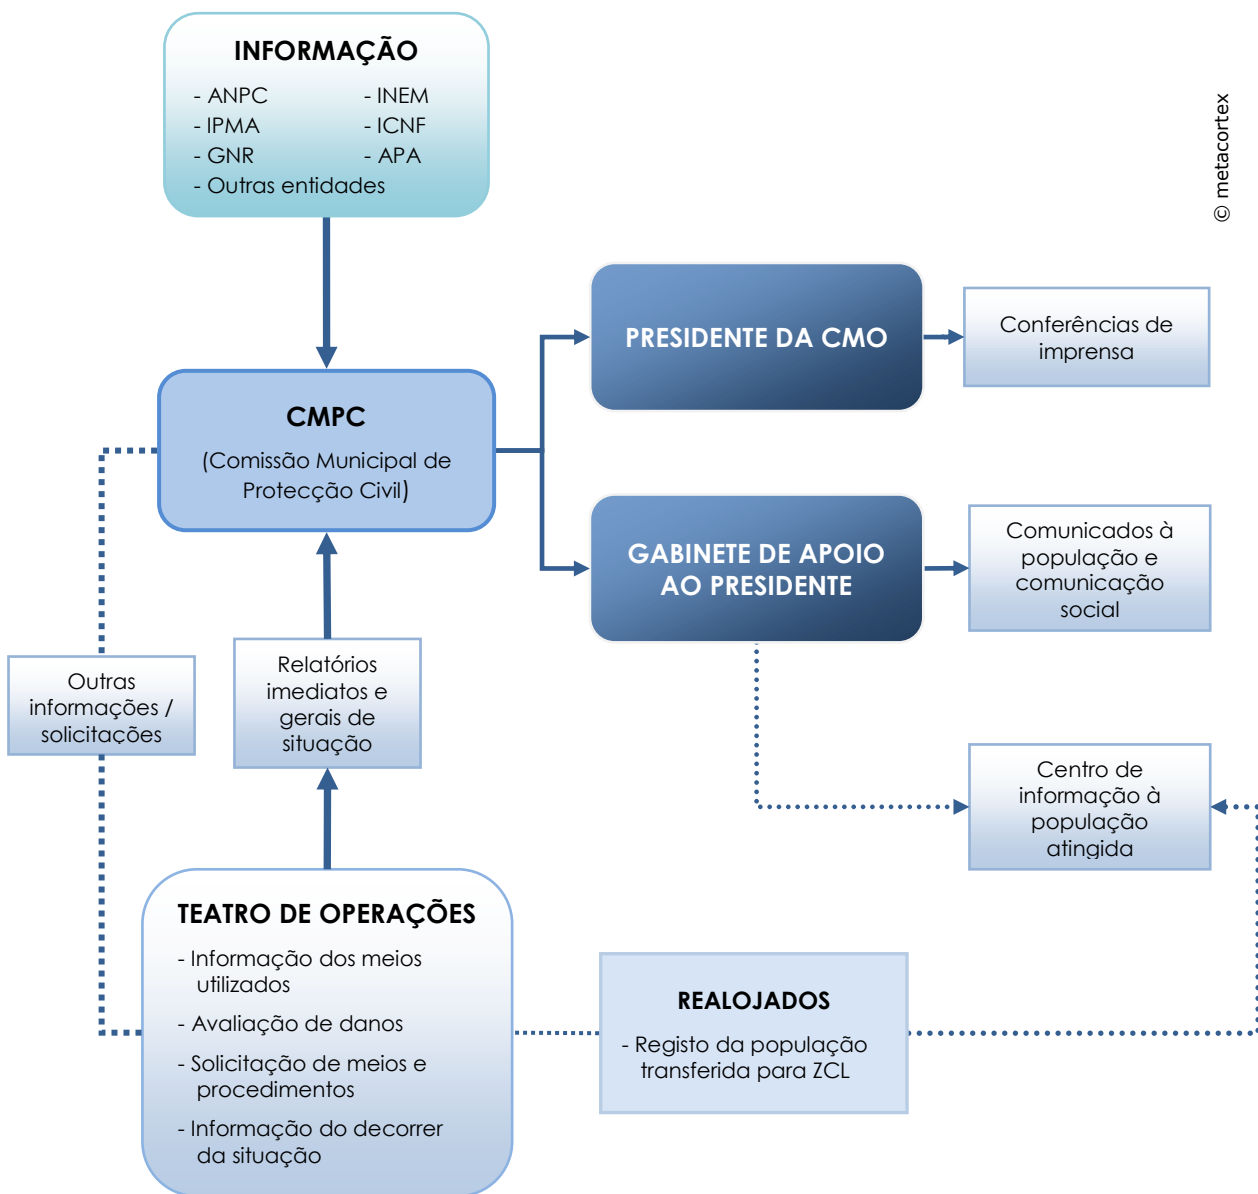 INFORMAÇÃO
- ANPC
- INEM
- IPMA
- ICNF
- GNR
- APA
- Outras entidades
© metacortex
PRESIDENTE DA CMO
Conferências de
imprensa
CMPC
(Comissão Municipal de
Protecção Civil)
GABINETE DE APOIO
AO PRESIDENTE
Comunicados à
população e
comunicação
social
Outras
informações /
solicitações
Relatórios
imediatos e
gerais de
situação
Centro de
informação à
população
atingida
TEATRO DE OPERAÇÕES
- Informação dos meios
utilizados
- Avaliação de danos
- Solicitação de meios e
procedimentos
- Informação do decorrer
da situação
REALOJADOS
- Registo da população
transferida para ZCL